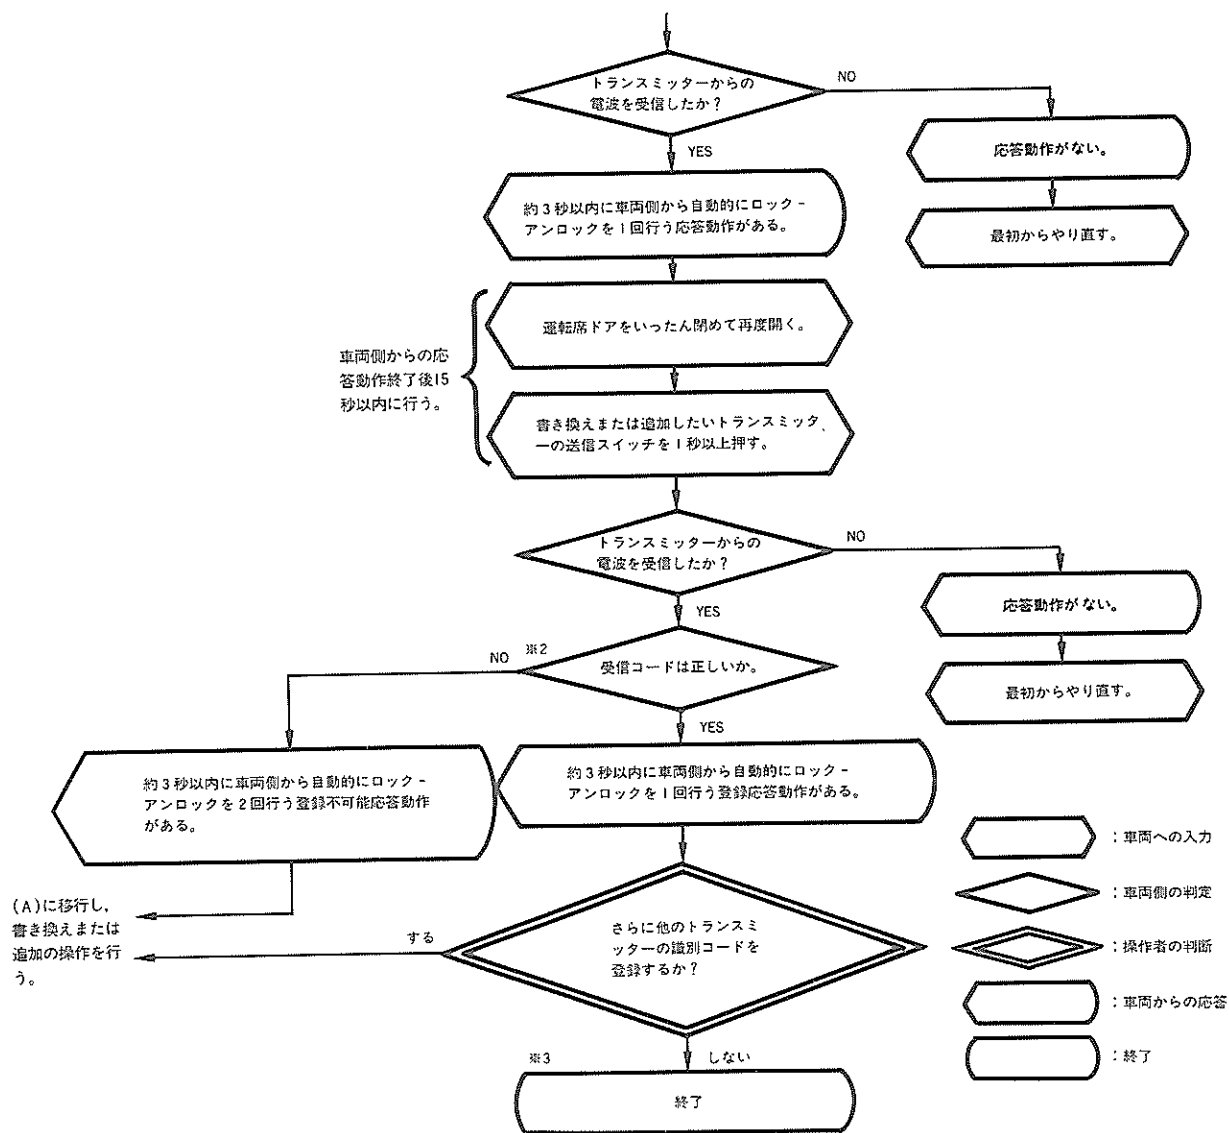 トランスミッターからの
電波を受信したか？
NO
YES
応答動作がない。
約3秒以内に車両側から自動的にロック－
アンロックを1回行う応答動作がある。
最初からやり直す。
運転席ドアをいったん閉めて再度開く。
車両側からの応
答動作終了後15
秒以内に行う。
書き換えまたは追加したいトランスミッタ
ーの送信スイッチを1秒以上押す。
トランスミッターからの
電波を受信したか？
NO
YES
応答動作がない。
最初からやり直す。
NO
※2
受信コードは正しいか。
YES
約3秒以内に車両側から自動的にロック－
アンロックを2回行う登録不可能応答動作
がある。
約3秒以内に車両側から自動的にロック－
アンロックを1回行う登録応答動作がある。
(A)に移行し,
書き換えまたは
追加の操作を行
う。
する
さらに他のトランスミ
ッターの識別コードを
登録するか？
※3
しない
終了
：車両への入力
：車両側の判定
：操作者の判断
：車両からの応答
：終了